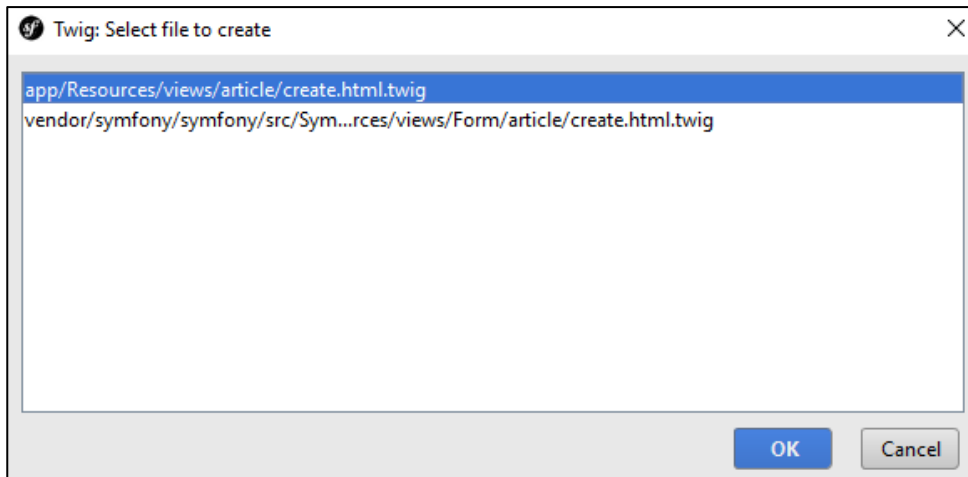 sf Twig: Select file to create
app/Resources/views/article/create.html.twig
vendor/symfony/symfony/src/Sym...rces/views/Form/article/create.html.twig
OK Cancel